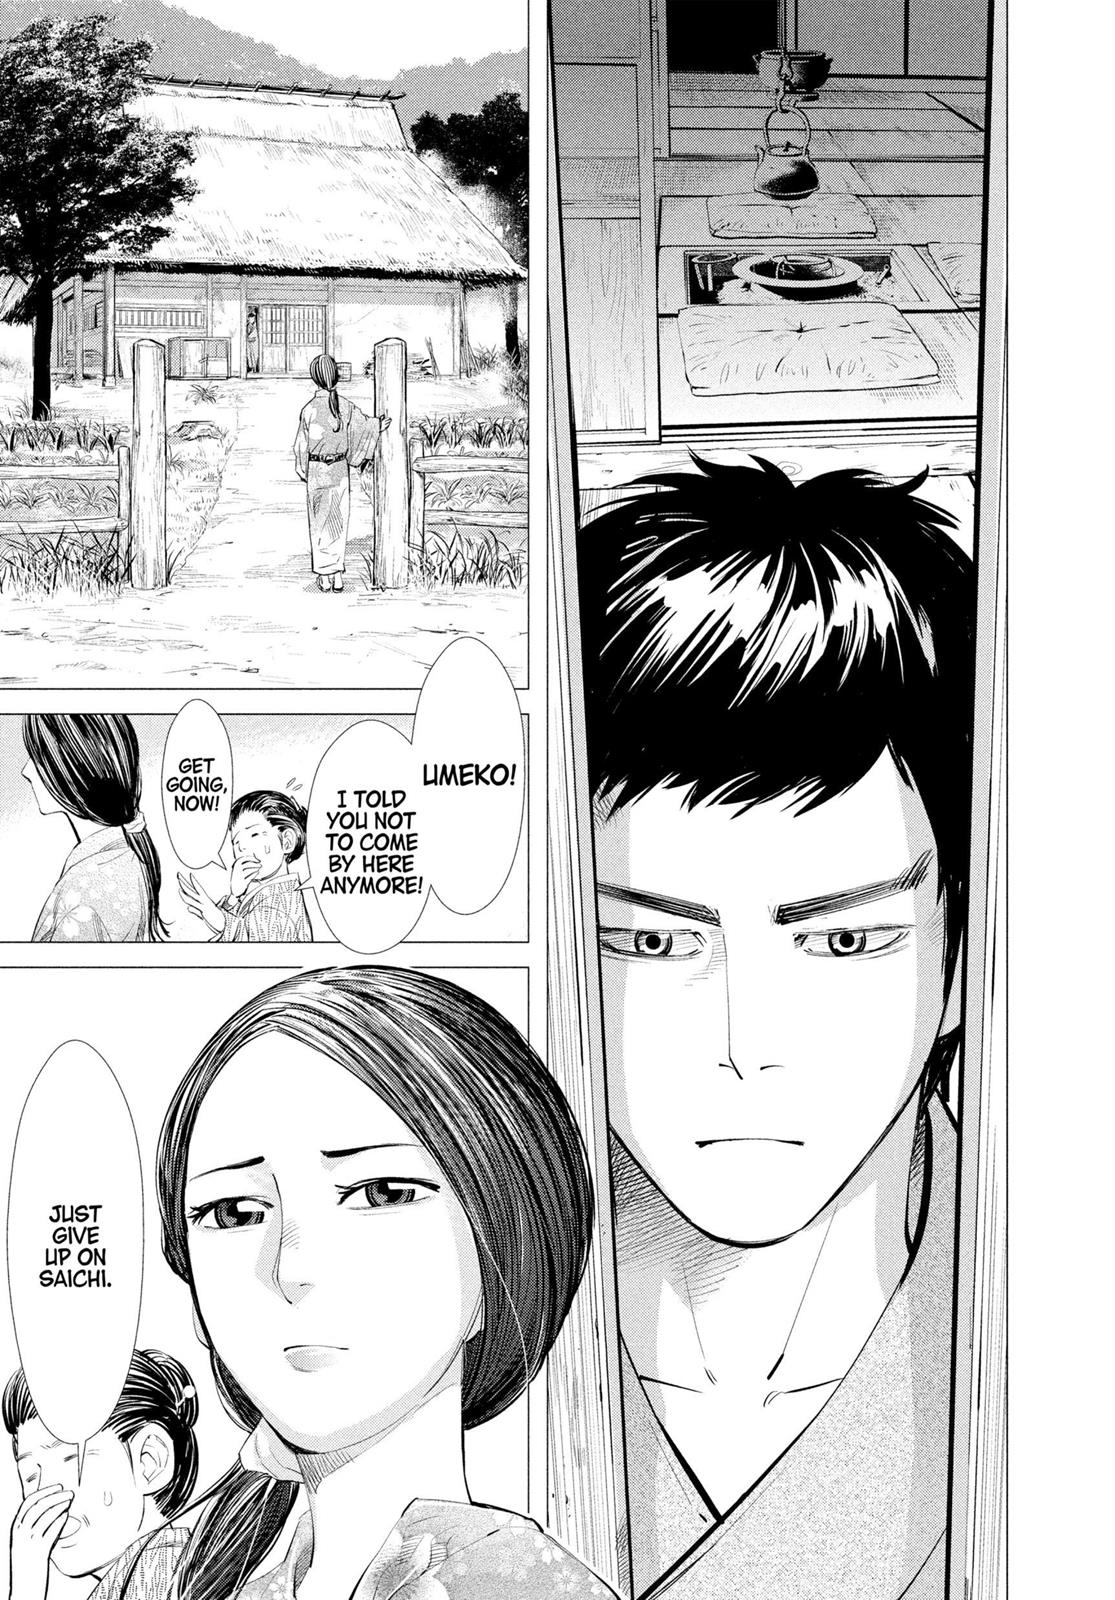 UMEKO!
I TOLD
YOU NOT
TO COME
BY HERE
ANYMORE!
GET
GOING,
NOW!
JUST
GIVE
UP ON
SAICHI.